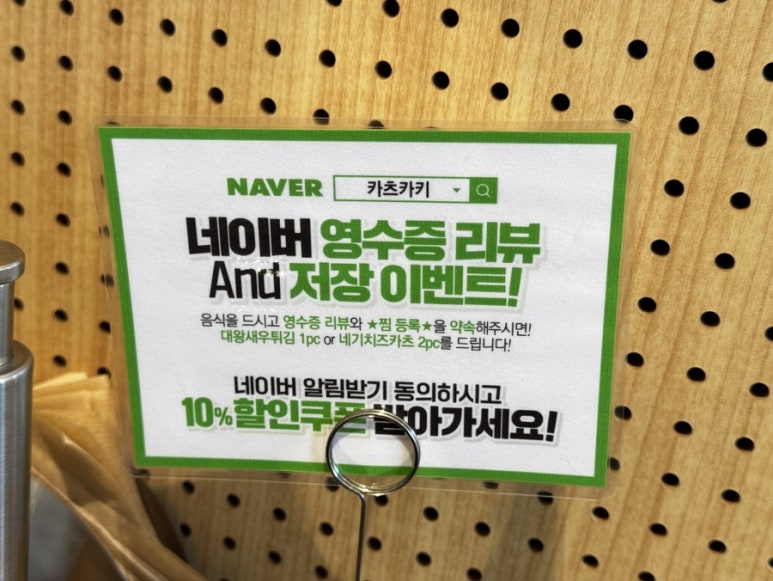 NAVER 카츠카키
네이버 영수증 리뷰
And 저장 이벤트!
음식을 드시고 영수증 리뷰와 ★찜 등록★을 약속해주시면!
대왕새우튀김 1pc or 네기치즈카츠 2pc를 드립니다!
네이버 알림받기 동의하시고
10% 할인쿠폰 받아가세요!